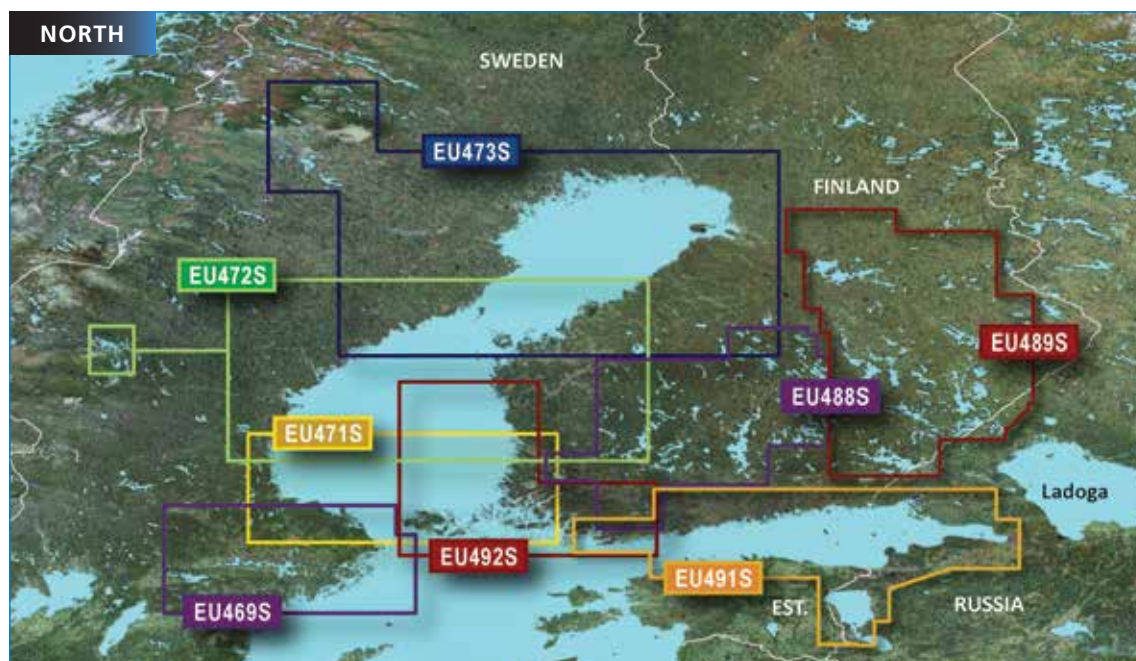 NORTH
SWEDEN
EU473S
FINLAND
EU472S
EU489S
EU488S
EU471S
Ladoga
EU492S
EU491S
EU469S
EST.
RUSSIA